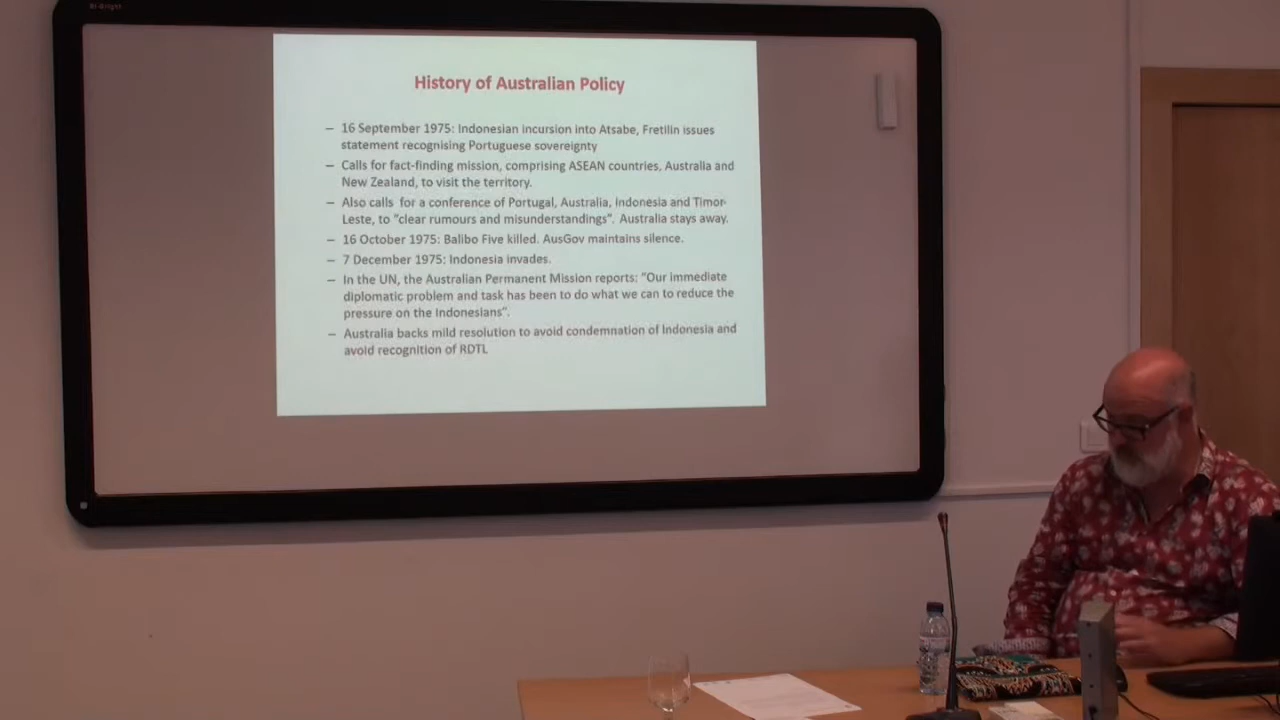 History of Australian Policy
– 16 September 1975: Indonesian incursion into Atsabe, Fretilin issues
statement recognising Portuguese sovereignty
– Calls for fact-finding mission, comprising ASEAN countries, Australia and
New Zealand, to visit the territory.
– Also calls for a conference of Portugal, Australia, Indonesia and Timor-
Leste, to "clear rumours and misunderstandings". Australia stays away.
– 16 October 1975: Balibo Five killed. AusGov maintains silence.
– 7 December 1975: Indonesia invades.
– In the UN, the Australian Permanent Mission reports: "Our immediate
diplomatic problem and task has been to do what we can to reduce the
pressure on the Indonesians".
– Australia backs mild resolution to avoid condemnation of Indonesia and
avoid recognition of RDTL